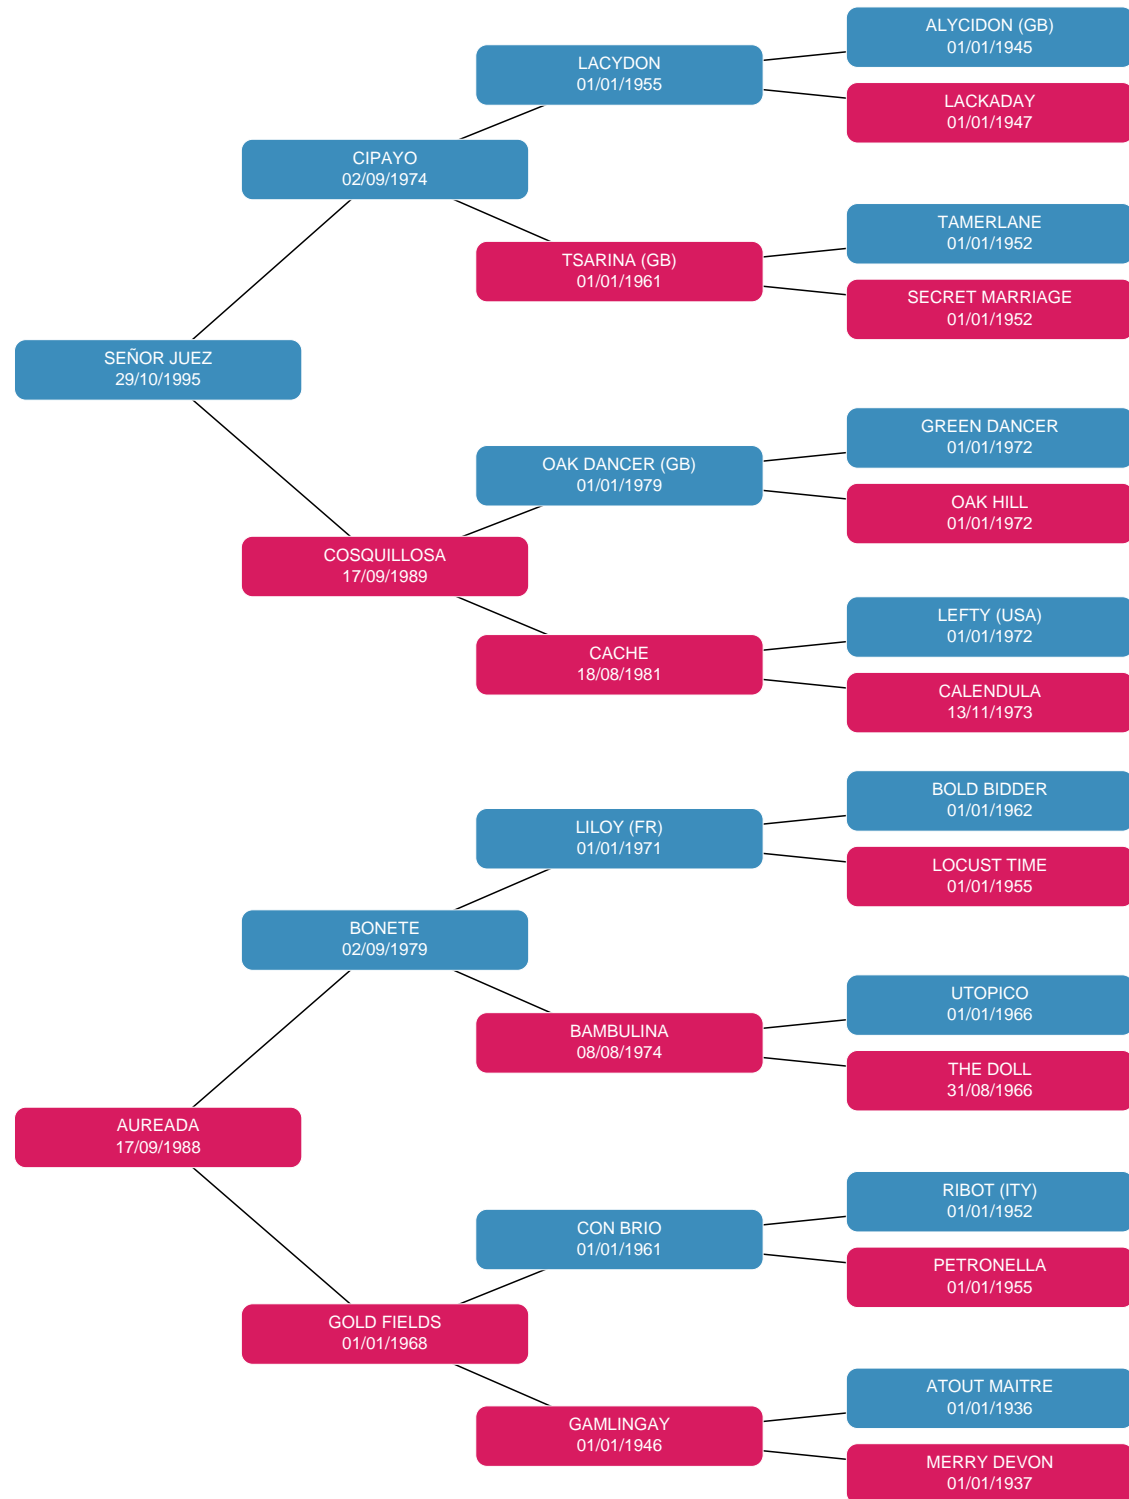 ALYCIDON (GB)
01/01/1945
LACYDON
01/01/1955
LACKADAY
01/01/1947
CIPAYO
02/09/1974
TAMERLANE
01/01/1952
TSARINA (GB)
01/01/1961
SECRET MARRIAGE
01/01/1952
SEÑOR JUEZ
29/10/1995
GREEN DANCER
01/01/1972
OAK DANCER (GB)
01/01/1979
OAK HILL
01/01/1972
COSQUILLOSA
17/09/1989
LEFTY (USA)
01/01/1972
CACHE
18/08/1981
CALENDULA
13/11/1973
BOLD BIDDER
01/01/1962
LILOY (FR)
01/01/1971
LOCUST TIME
01/01/1955
BONETE
02/09/1979
UTOPICO
01/01/1966
BAMBULINA
08/08/1974
THE DOLL
31/08/1966
AUREADA
17/09/1988
RIBOT (ITY)
01/01/1952
CON BRIO
01/01/1961
PETRONELLA
01/01/1955
GOLD FIELDS
01/01/1968
ATOUT MAITRE
01/01/1936
GAMLINGAY
01/01/1946
MERRY DEVON
01/01/1937